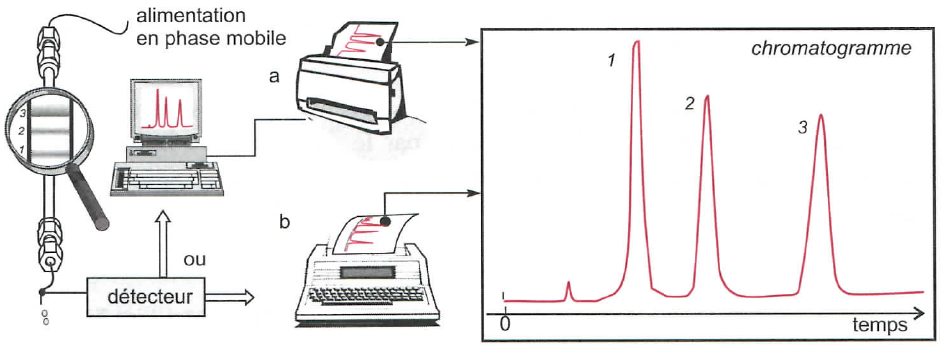 alimentation
en phase mobile
a
3
2
1
b
ou
détecteur
chromatogramme
1
2
3
0
temps